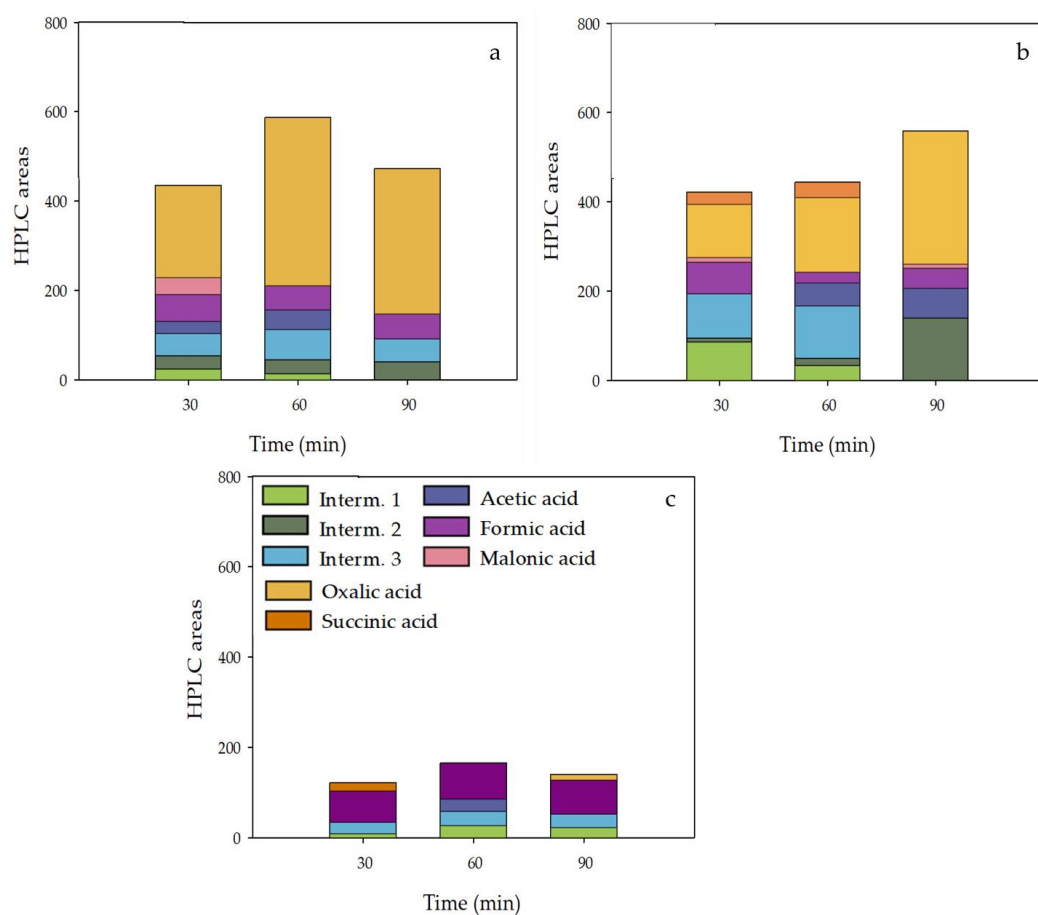 800
600
400
200
0
HPLC areas
a
30 60 90
Time (min)
800
600
400
200
0
HPLC areas
b
30 60 90
Time (min)
800
600
400
200
0
HPLC areas
c
Interm. 1 Acetic acid
Interm. 2 Formic acid
Interm. 3 Malonic acid
Oxalic acid
Succinic acid
30 60 90
Time (min)